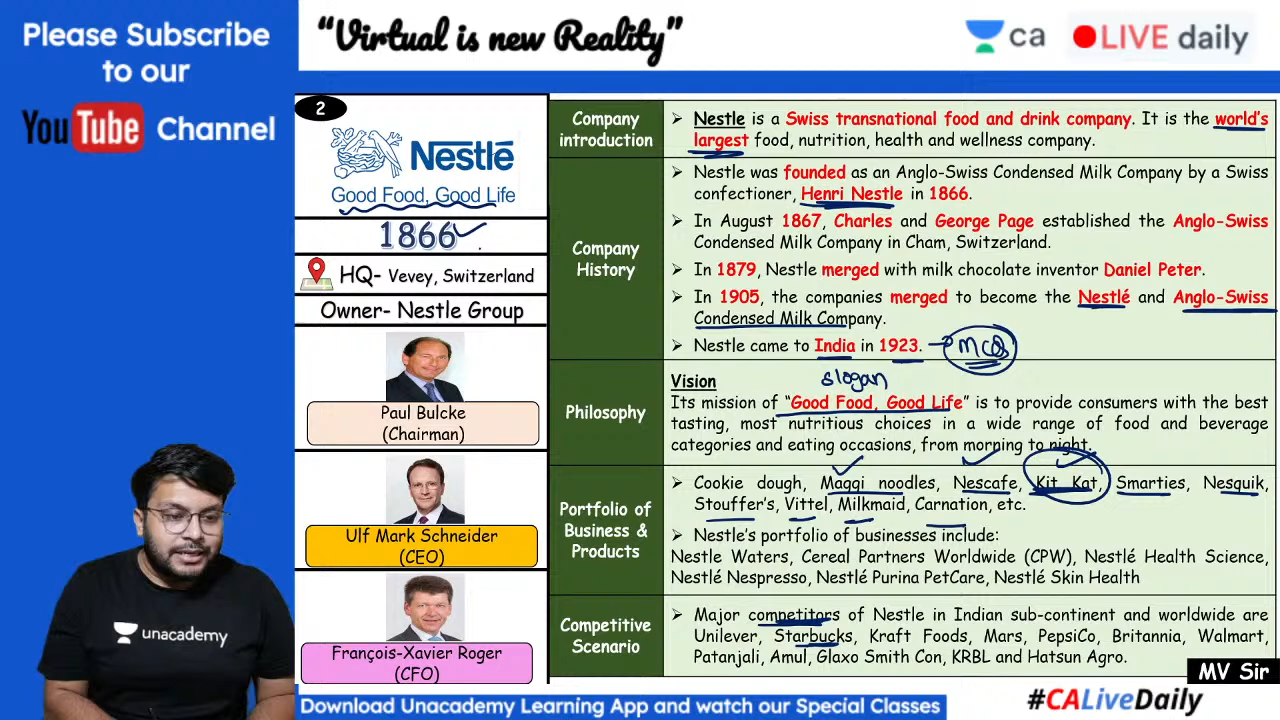 Please Subscribe
to our
YouTube Channel
unacademy
"Virtual is new Reality"
ca
LIVE daily
2
Nestlé
Good Food, Good Life
1866
HQ- Vevey, Switzerland
Owner- Nestle Group
Paul Bulcke
(Chairman)
Ulf Mark Schneider
(CEO)
François-Xavier Roger
(CFO)
Company
introduction
➢ Nestle is a Swiss transnational food and drink company. It is the world's
largest food, nutrition, health and wellness company.
Company
History
➢ Nestle was founded as an Anglo-Swiss Condensed Milk Company by a Swiss
confectioner, Henri Nestle in 1866.
➢ In August 1867, Charles and George Page established the Anglo-Swiss
Condensed Milk Company in Cham, Switzerland.
➢ In 1879, Nestle merged with milk chocolate inventor Daniel Peter.
➢ In 1905, the companies merged to become the Nestlé and Anglo-Swiss
Condensed Milk Company.
➢ Nestle came to India in 1923. → MCQs
slogan
Philosophy
Vision
Its mission of "Good Food, Good Life" is to provide consumers with the best
tasting, most nutritious choices in a wide range of food and beverage
categories and eating occasions, from morning to night.
Portfolio of
Business &
Products
➢ Cookie dough, Maggi noodles, Nescafe, Kit Kat, Smarties, Nesquik,
Stouffer's, Vittel, Milkmaid, Carnation, etc.
➢ Nestle's portfolio of businesses include:
Nestle Waters, Cereal Partners Worldwide (CPW), Nestlé Health Science,
Nestlé Nespresso, Nestlé Purina PetCare, Nestlé Skin Health
Competitive
Scenario
➢ Major competitors of Nestle in Indian sub-continent and worldwide are
Unilever, Starbucks, Kraft Foods, Mars, PepsiCo, Britannia, Walmart,
Patanjali, Amul, Glaxo Smith Con, KRBL and Hatsun Agro.
MV Sir
Download Unacademy Learning App and watch our Special Classes
#CALiveDaily